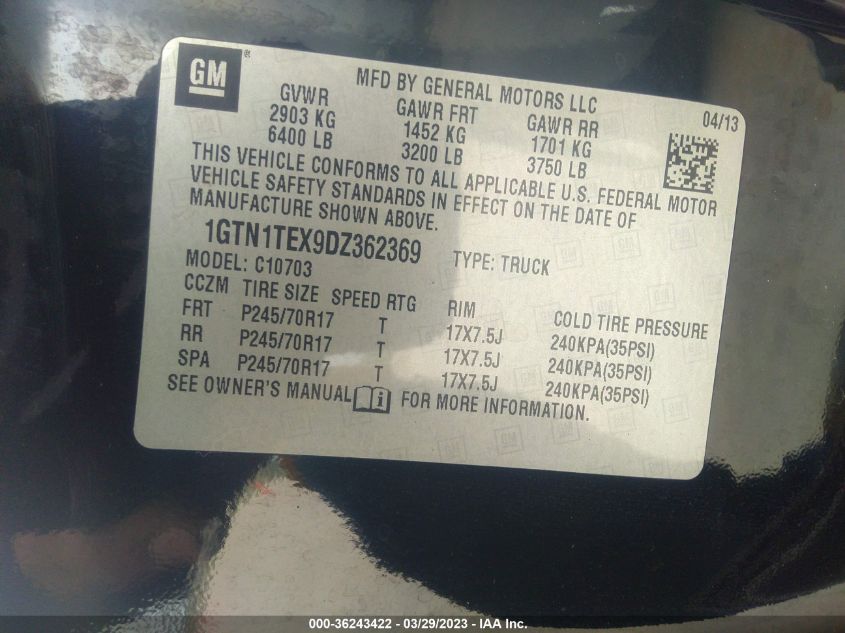 GM®
MFD BY GENERAL MOTORS LLC
04/13
GVWR GAWR FRT GAWR RR
2903 KG 1452 KG 1701 KG
6400 LB 3200 LB 3750 LB
THIS VEHICLE CONFORMS TO ALL APPLICABLE U.S. FEDERAL MOTOR
VEHICLE SAFETY STANDARDS IN EFFECT ON THE DATE OF
MANUFACTURE SHOWN ABOVE.
1GTN1TEX9DZ362369 TYPE: TRUCK
MODEL: C10703
CCZM TIRE SIZE SPEED RTG RIM COLD TIRE PRESSURE
FRT P245/70R17 T 17X7.5J 240KPA(35PSI)
RR P245/70R17 T 17X7.5J 240KPA(35PSI)
SPA P245/70R17 T 17X7.5J 240KPA(35PSI)
SEE OWNER'S MANUAL i FOR MORE INFORMATION.
000-36243422 - 03/29/2023 - IAA Inc.